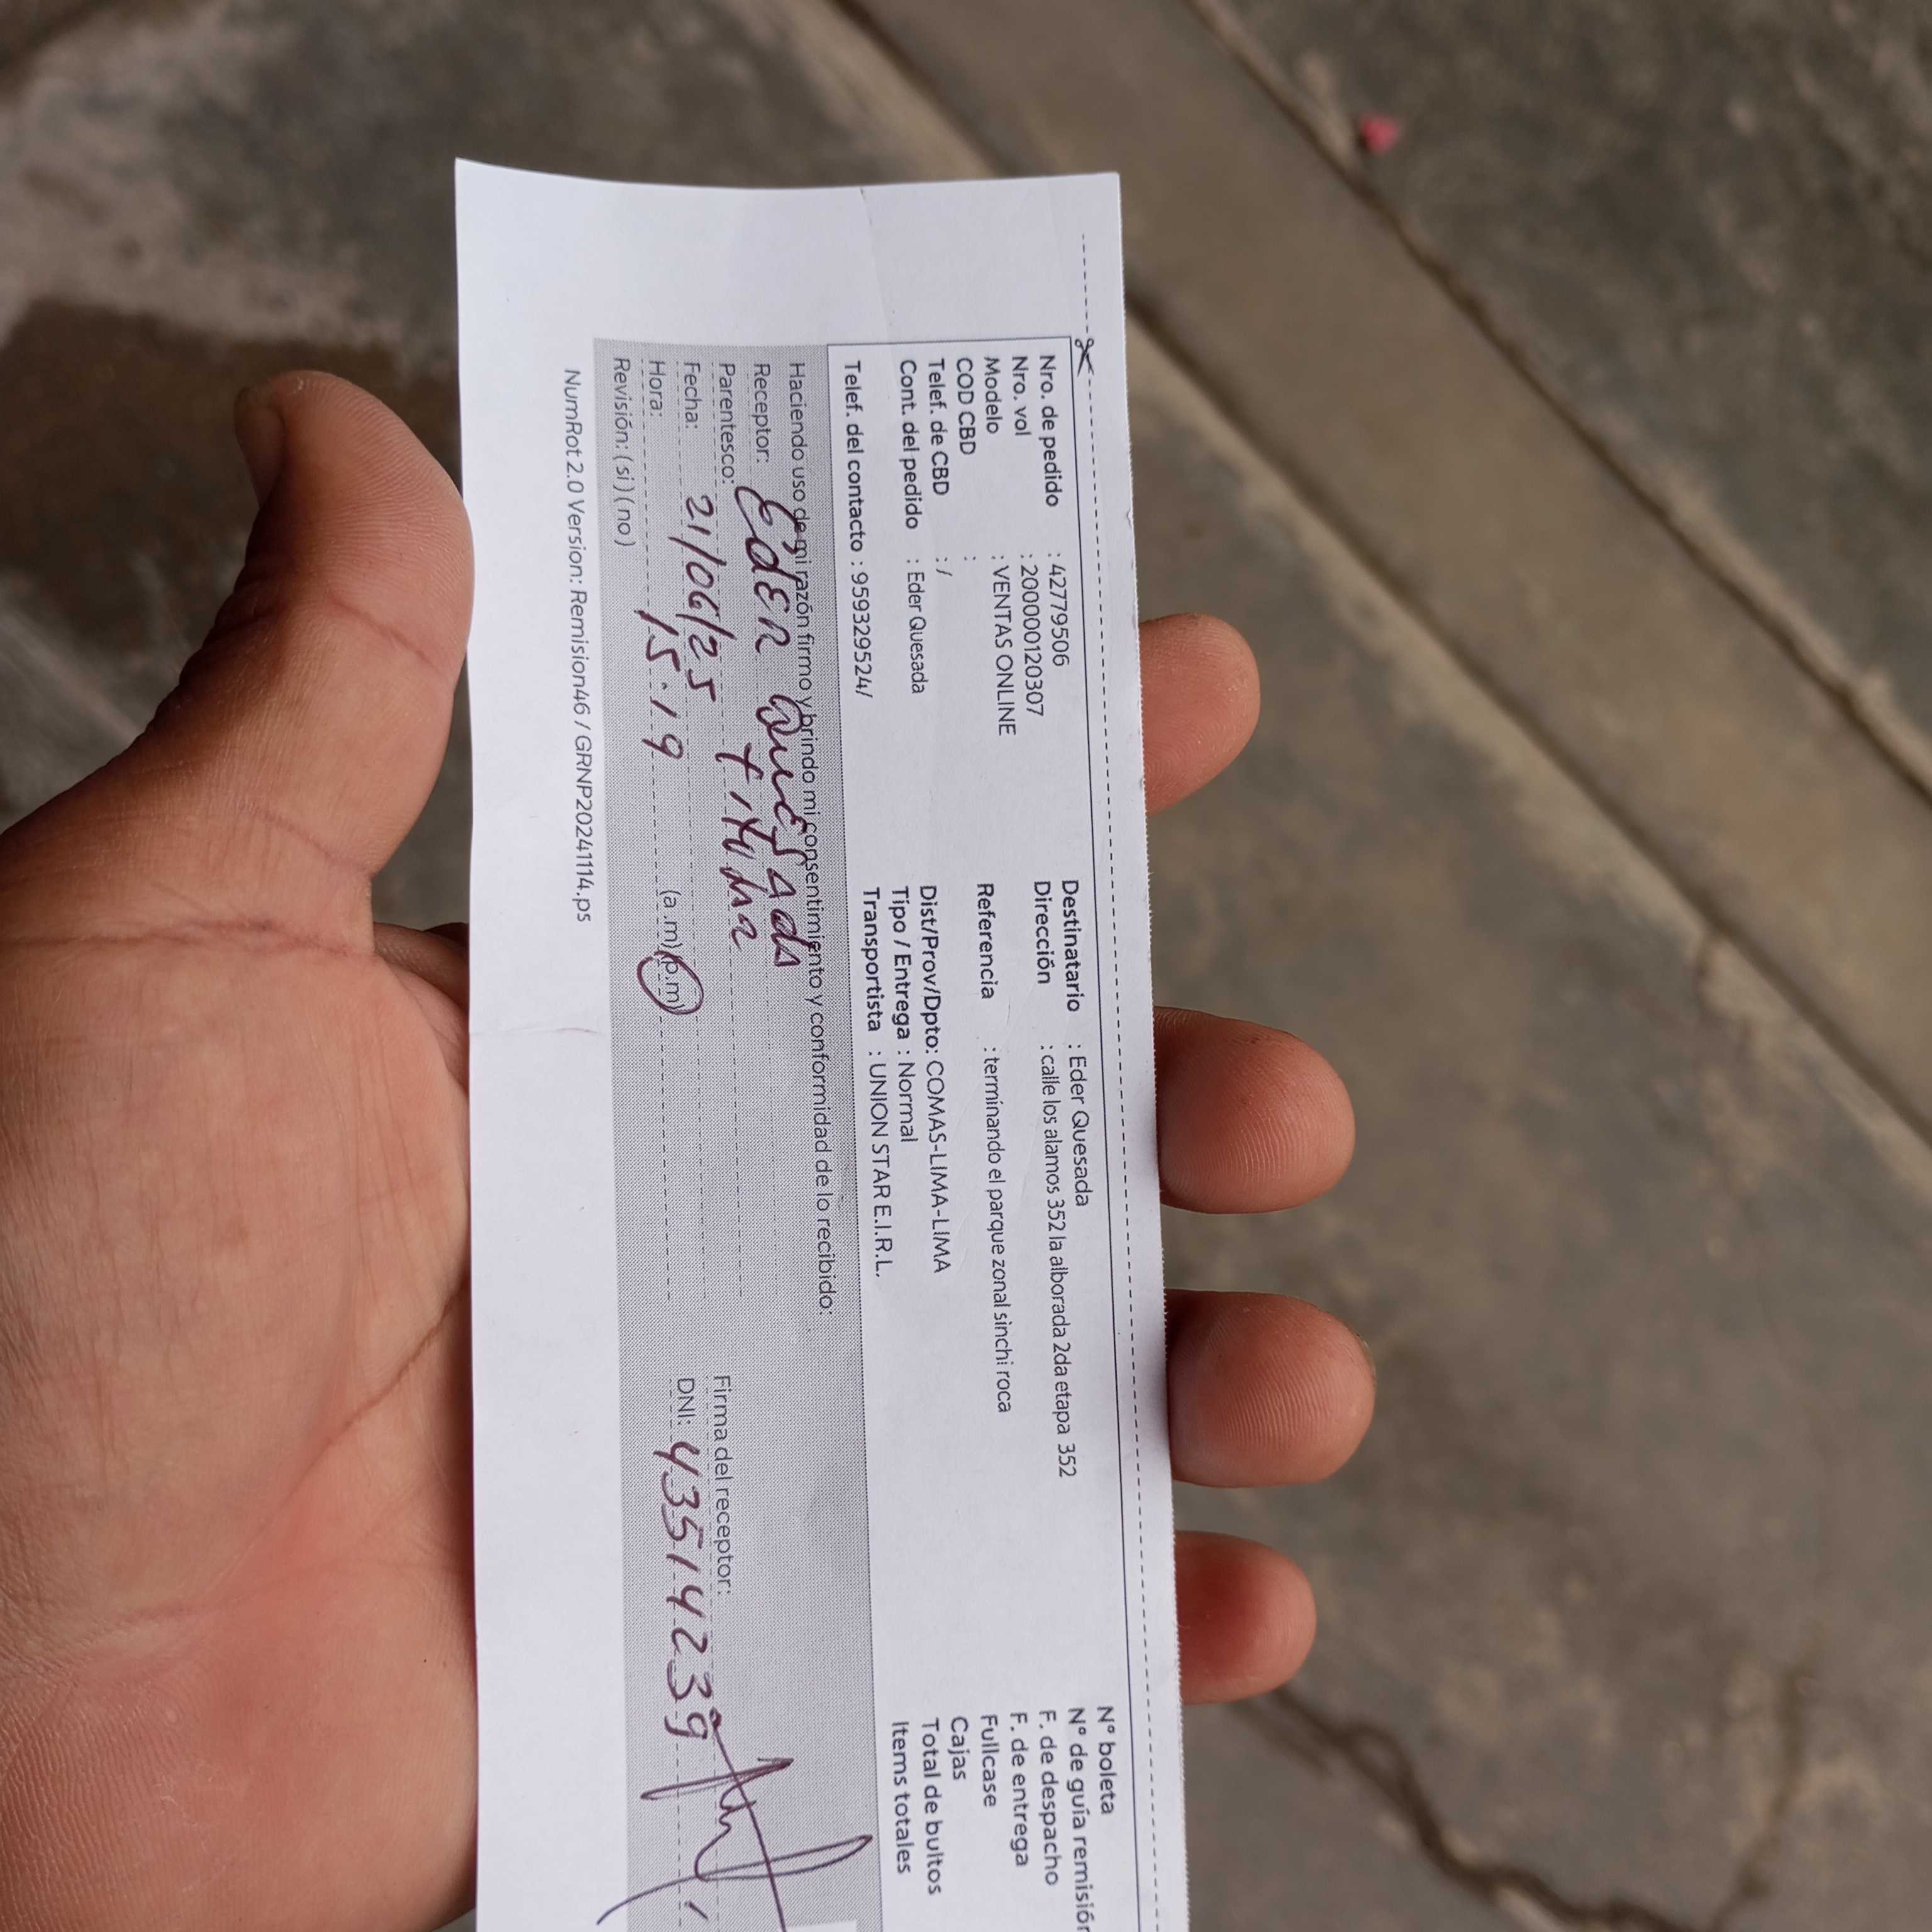 Nro. de pedido : 42779506
Nro. vol : 2000000120307
Modelo : VENTAS ONLINE
COD CBD :
Telef. de CBD : /
Cont. del pedido : Eder Quesada
Telef. del contacto : 959329524/
Destinatario : Eder Quesada
Dirección : calle los alamos 352 la alborada 2da etapa 352
Referencia : terminando el parque zonal sinchi roca
Dist/Prov/Dpto: COMAS-LIMA-LIMA
Tipo / Entrega : Normal
Transportista : UNION STAR E.I.R.L.
N° boleta
N° de guía remisión
F. de despacho
F. de entrega
Fullcase
Cajas
Total de bultos
Items totales
Haciendo uso de mi razón firmo y brindo mi consentimiento y conformidad de lo recibido:
Receptor: Eder Quesada
Parentesco: titular
Fecha: 21/06/25
Hora: 15:19 (a.m) (p.m)
Revisión: ( si ) ( no )
Firma del receptor:
DNI: 43514239
NumRot 2.0 Version: Remision46 / GRNP20241114.ps